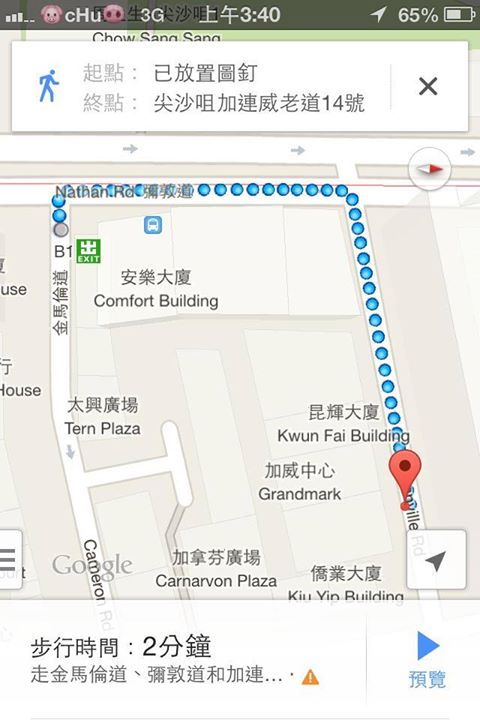 cHu 3G 上午3:40 65%
Chow Sang Sang
起點： 已放置圖釘
終點： 尖沙咀加連威老道14號
Nathan Rd 彌敦道
B1
出
EXIT
金馬倫道
安樂大廈
Comfort Building
House
太興廣場
Tern Plaza
昆輝大廈
Kwun Fai Building
加威中心
Grandmark
Google
Cameron Rd
加拿芬廣場
Carnarvon Plaza
僑業大廈
Kiu Yip Building
步行時間：2分鐘
走金馬倫道、彌敦道和加連... ·
預覽